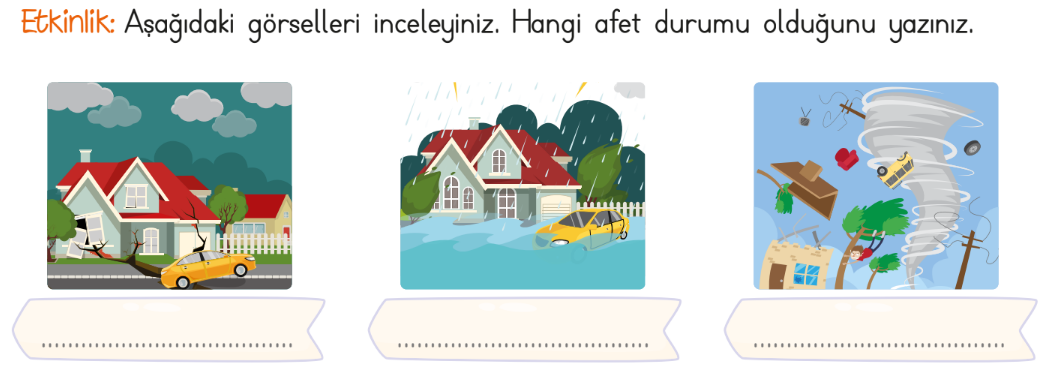 Etkinlik: Aşağıdaki görselleri inceleyiniz. Hangi afet durumu olduğunu yazınız.